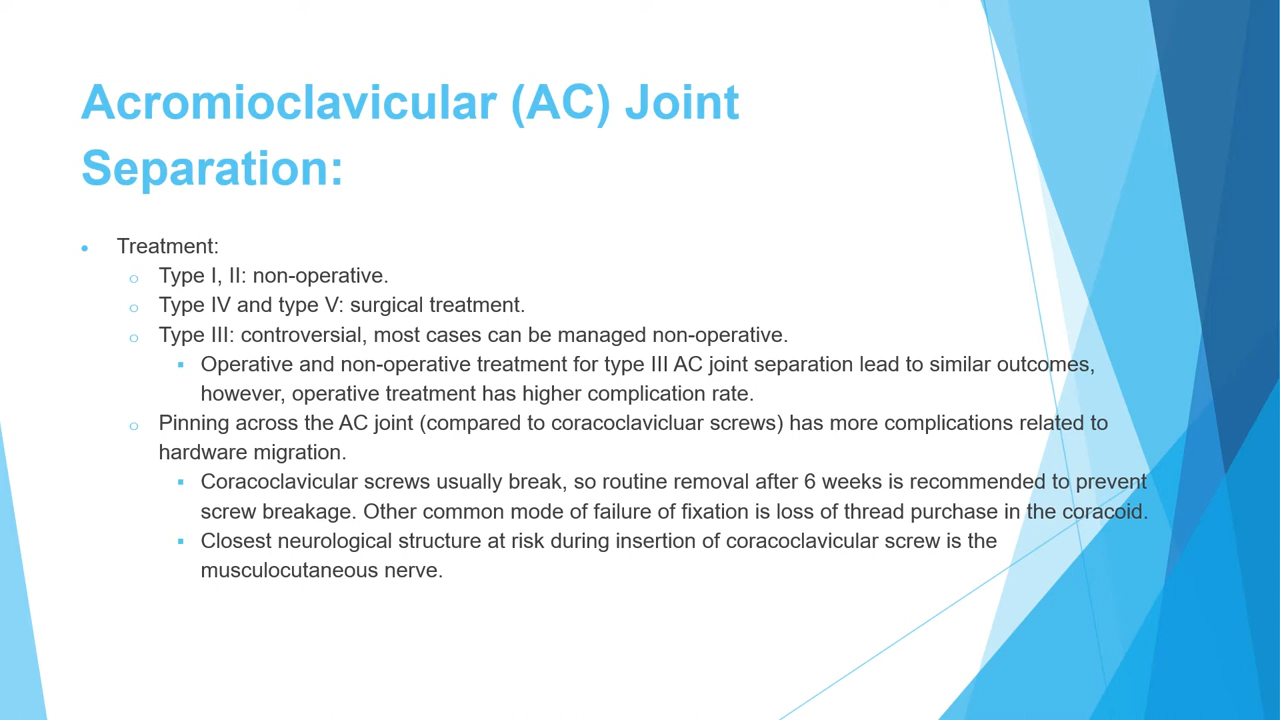 Acromioclavicular (AC) Joint
Separation:
• Treatment:
o Type I, II: non-operative.
o Type IV and type V: surgical treatment.
o Type III: controversial, most cases can be managed non-operative.
▪ Operative and non-operative treatment for type III AC joint separation lead to similar outcomes,
however, operative treatment has higher complication rate.
o Pinning across the AC joint (compared to coracoclavicluar screws) has more complications related to
hardware migration.
▪ Coracoclavicular screws usually break, so routine removal after 6 weeks is recommended to prevent
screw breakage. Other common mode of failure of fixation is loss of thread purchase in the coracoid.
▪ Closest neurological structure at risk during insertion of coracoclavicular screw is the
musculocutaneous nerve.